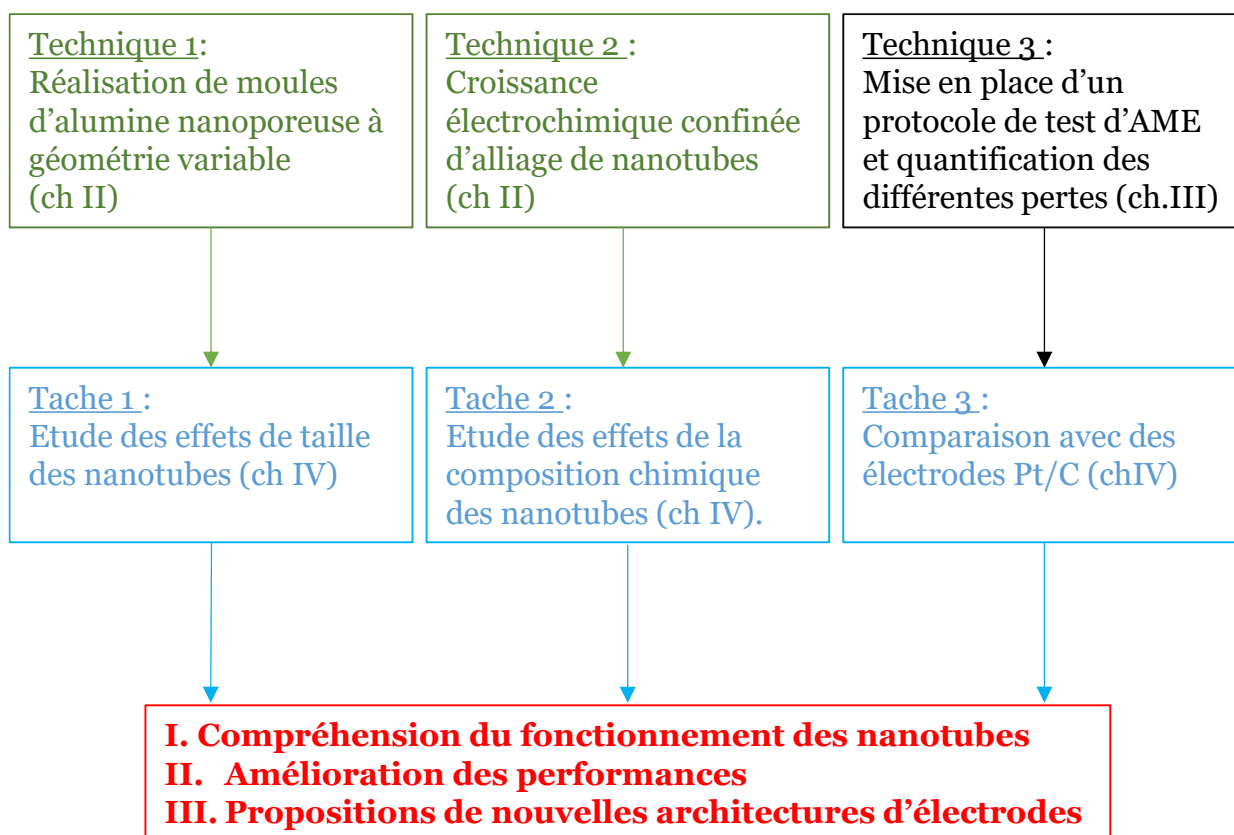 Technique 1:
Réalisation de moules
d’alumine nanoporeuse à
géométrie variable
(ch II)
Technique 2 :
Croissance
électrochimique confinée
d’alliage de nanotubes
(ch II)
Technique 3 :
Mise en place d’un
protocole de test d’AME
et quantification des
différentes pertes (ch.III)
Tache 1 :
Etude des effets de taille
des nanotubes (ch IV)
Tache 2 :
Etude des effets de la
composition chimique
des nanotubes (ch IV).
Tache 3 :
Comparaison avec des
électrodes Pt/C (chIV)
I. Compréhension du fonctionnement des nanotubes
II. Amélioration des performances
III. Propositions de nouvelles architectures d’électrodes